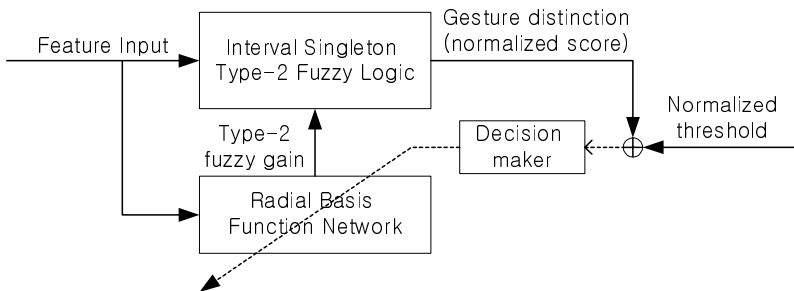 Feature Input
Interval Singleton
Type-2 Fuzzy Logic
Gesture distinction
(normalized score)
Normalized
threshold
Type-2
fuzzy gain
Decision
maker
Radial Basis
Function Network